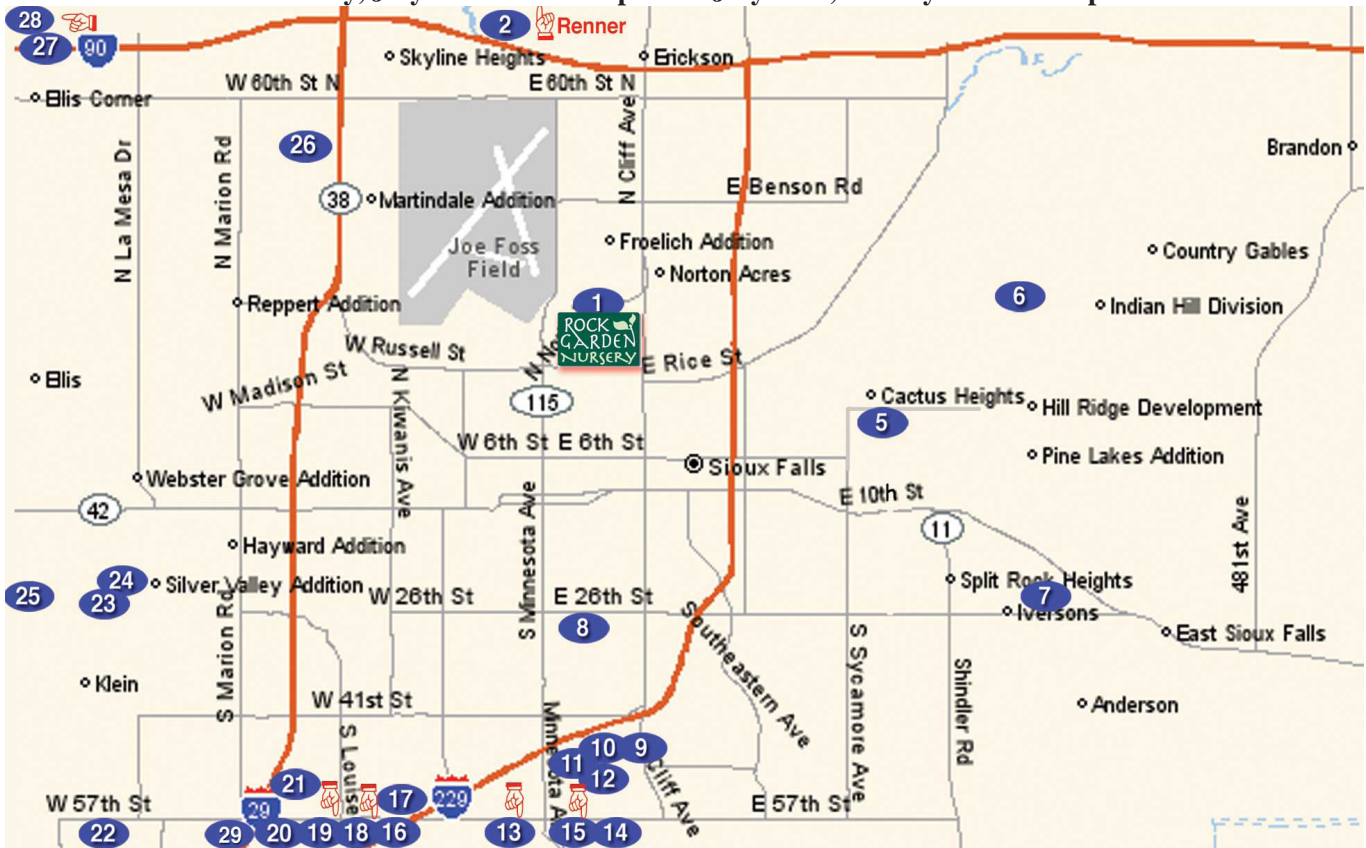 28
27
90
2
Renner
Skyline Heights
Erickson
W 60th St N
E 60th St N
Ellis Corner
26
N La Mesa Dr
N Marion Rd
N Cliff Ave
Brandon
38
Martindale Addition
E Benson Rd
Joe Foss
Field
Froelich Addition
Norton Acres
Country Gables
6
Indian Hill Division
Reppert Addition
1
ROCK
GARDEN
NURSERY
W Russell St
E Rice St
Ellis
W Madison St
N Kiwanis Ave
115
Cactus Heights
Hill Ridge Development
5
W 6th St
E 6th St
Sioux Falls
Pine Lakes Addition
Webster Grove Addition
42
E 10th St
11
S Minnesota Ave
481st Ave
Hayward Addition
24
Silver Valley Addition
25
23
W 26th St
E 26th St
Split Rock Heights
7
Iversons
8
East Sioux Falls
Southeastern Ave
S Marion Rd
S Sycamore Ave
Shindler Rd
Klein
W 41st St
Anderson
S Louise
10
9
11
12
Cliff Ave
21
17
29
229
W 57th St
E 57th St
22
29
20
19
18
16
13
15
14